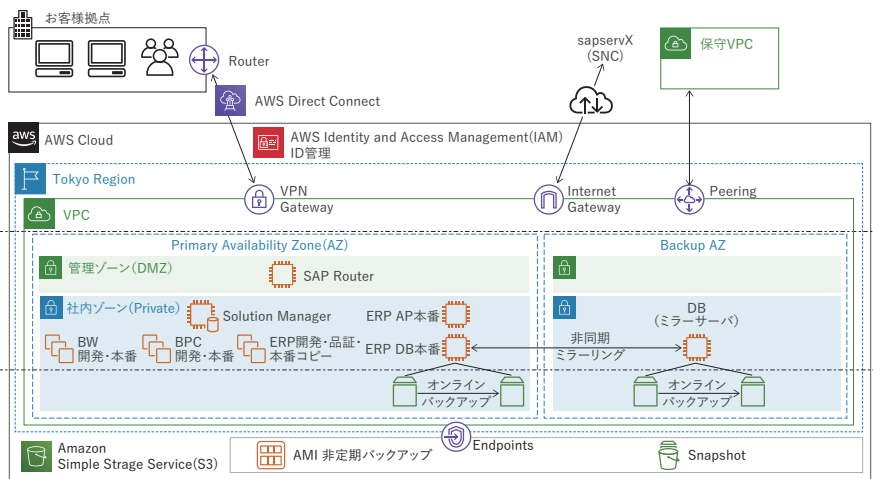 お客様拠点
Router
AWS Direct Connect
sapservX
(SNC)
保守VPC
aws
AWS Cloud
AWS Identity and Access Management(IAM)
ID管理
Tokyo Region
VPN
Gateway
Internet
Gateway
Peering
VPC
Primary Availability Zone(AZ)
Backup AZ
管理ゾーン(DMZ)
SAP Router
社内ゾーン(Private)
Solution Manager
ERP AP本番
DB
(ミラーサーバ)
BW
開発・本番
BPC
開発・本番
ERP開発・品証・
本番コピー
ERP DB本番
非同期
ミラーリング
オンライン
バックアップ
オンライン
バックアップ
Endpoints
Amazon
Simple Strage Service(S3)
AMI 非定期バックアップ
Snapshot